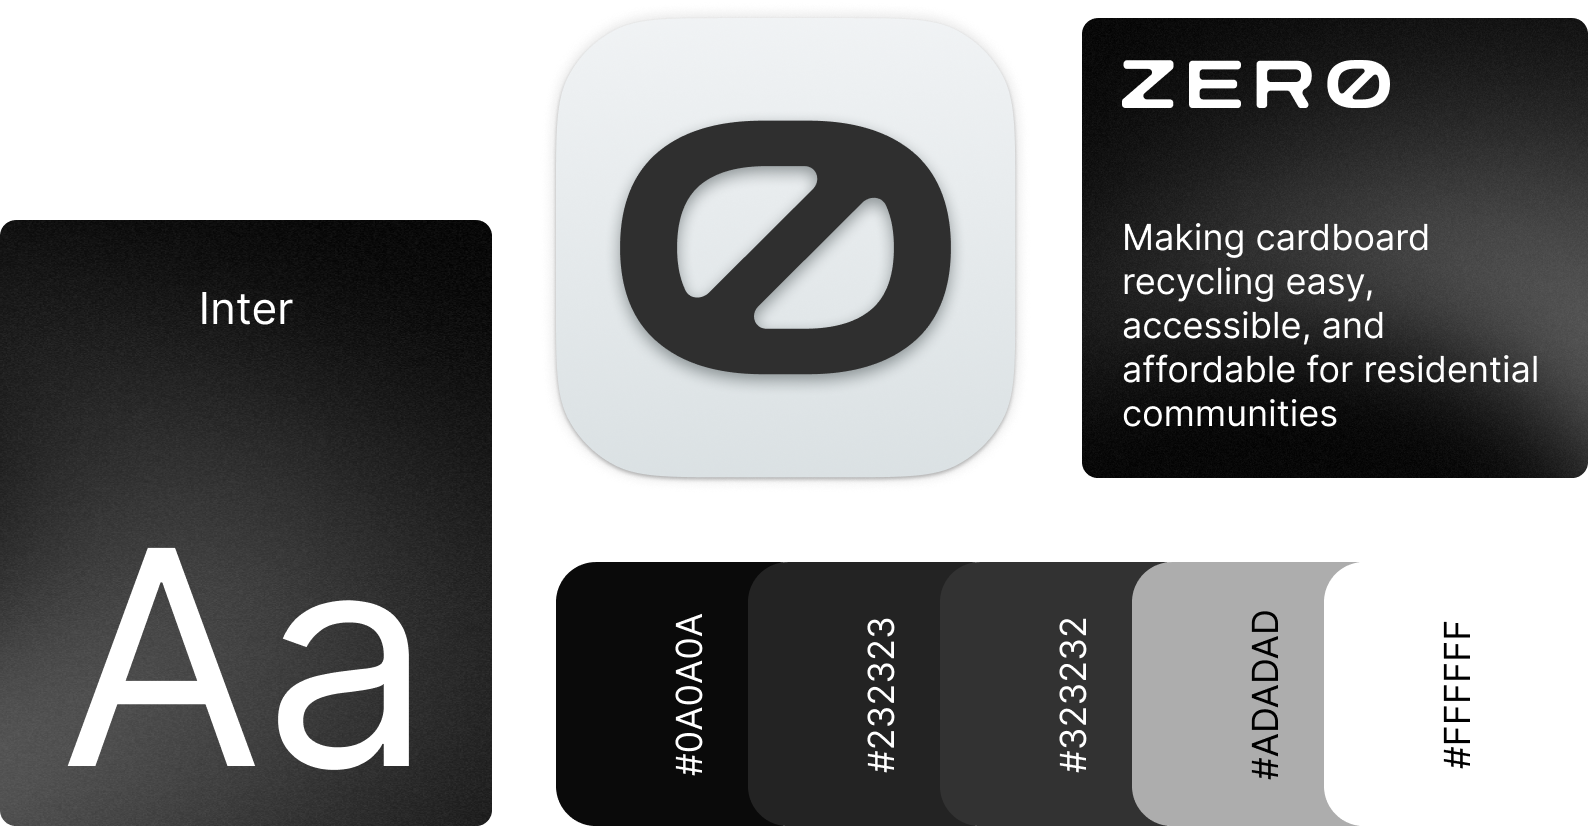 Inter
Aa
Ø
ZERØ
Making cardboard
recycling easy,
accessible, and
affordable for residential
communities
#0A0A0A
#232323
#323232
#ADADAD
#FFFFFF